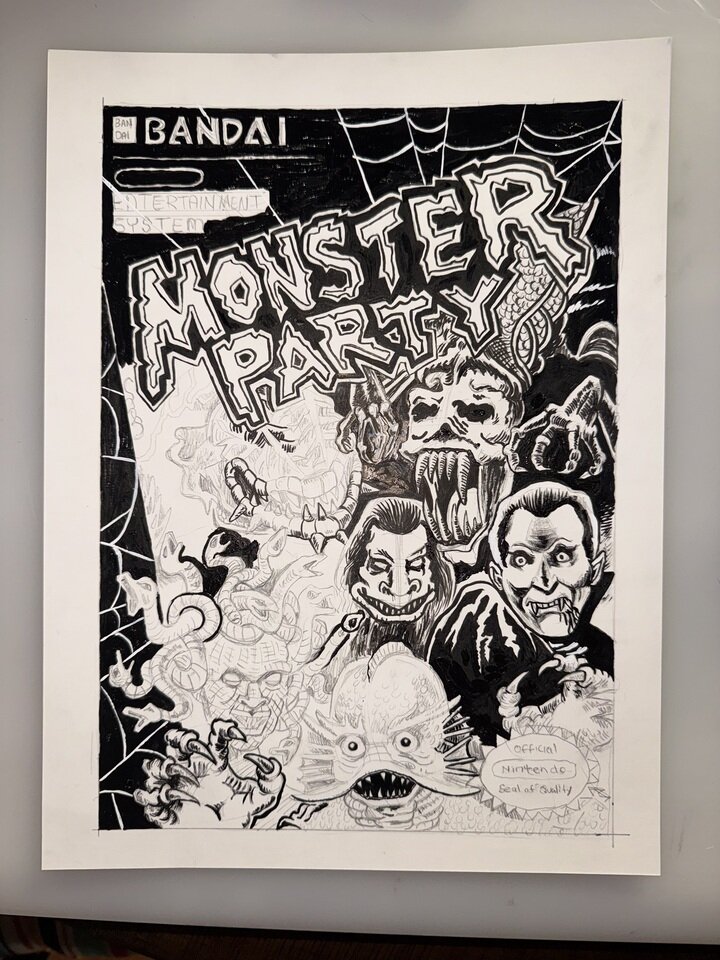 BAN
DAI
BANDAI
ENTERTAINMENT
SYSTEM
MONSTER
PARTY
Official
Nintendo
Seal of Quality